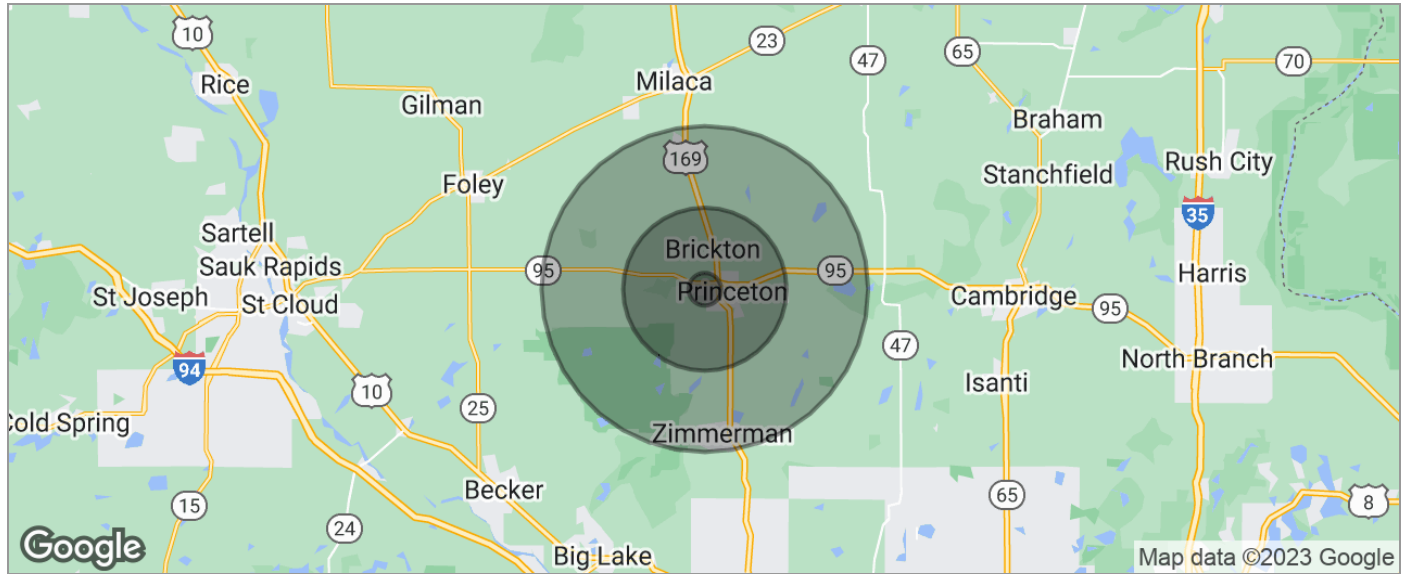 10
23
47
65
70
Rice
Milaca
Gilman
Braham
169
Rush City
Foley
Stanchfield
35
Sartell
Brickton
Sauk Rapids
95
95
Harris
St Joseph
St Cloud
Princeton
Cambridge
95
47
North Branch
94
10
Isanti
25
Cold Spring
Zimmerman
Becker
65
8
15
24
Big Lake
Google
Map data ©2023 Google